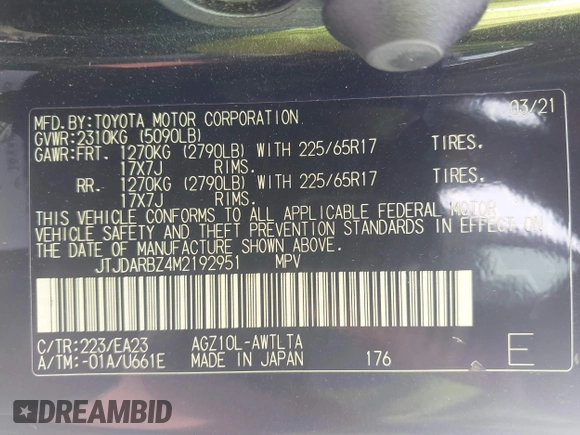 MFD.BY:TOYOTA MOTOR CORPORATION 03/21
GVWR:2310KG (5090LB)
GAWR:FRT. 1270KG (2790LB) WITH 225/65R17 TIRES.
17X7J RIMS.
RR. 1270KG (2790LB) WITH 225/65R17 TIRES.
17X7J RIMS.
THIS VEHICLE CONFORMS TO ALL APPLICABLE FEDERAL MOTOR
VEHICLE SAFETY AND THEFT PREVENTION STANDARDS IN EFFECT ON
THE DATE OF MANUFACTURE SHOWN ABOVE.
JTJDARBZ4M2192951 MPV
C/TR:223/EA23 AGZ10L-AWTLTA
A/TM:-01A/U661E MADE IN JAPAN 176 E
DREAMBID